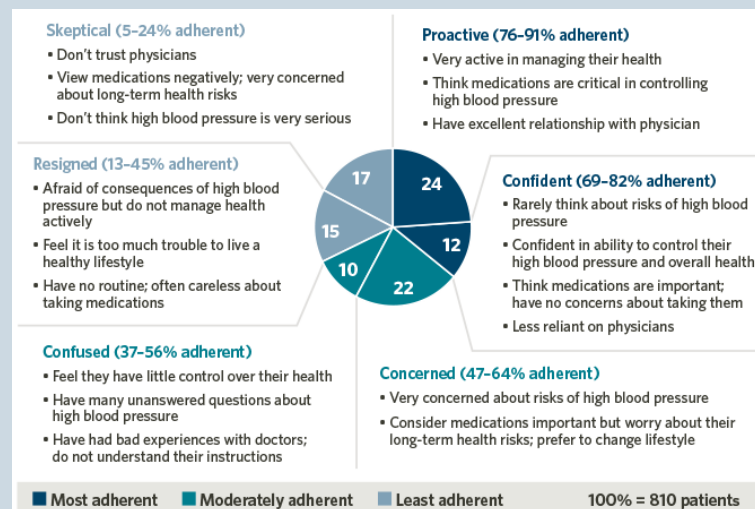 Skeptical (5–24% adherent)
▪ Don't trust physicians
▪ View medications negatively; very concerned
about long-term health risks
▪ Don't think high blood pressure is very serious
Proactive (76–91% adherent)
▪ Very active in managing their health
▪ Think medications are critical in controlling
high blood pressure
▪ Have excellent relationship with physician
Resigned (13–45% adherent)
▪ Afraid of consequences of high blood
pressure but do not manage health
actively
▪ Feel it is too much trouble to live a
healthy lifestyle
▪ Have no routine; often careless about
taking medications
17
24
15
12
10
22
Confident (69–82% adherent)
▪ Rarely think about risks of high blood
pressure
▪ Confident in ability to control their
high blood pressure and overall health
▪ Think medications are important;
have no concerns about taking them
▪ Less reliant on physicians
Confused (37–56% adherent)
▪ Feel they have little control over their health
▪ Have many unanswered questions about
high blood pressure
▪ Have had bad experiences with doctors;
do not understand their instructions
Concerned (47–64% adherent)
▪ Very concerned about risks of high blood pressure
▪ Consider medications important but worry about their
long-term health risks; prefer to change lifestyle
Most adherent
Moderately adherent
Least adherent
100% = 810 patients